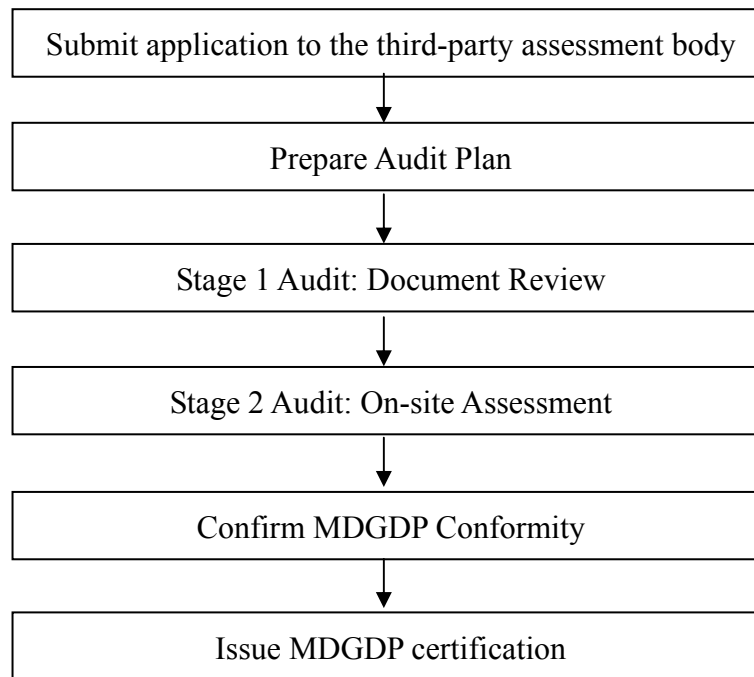 Submit application to the third-party assessment body
Prepare Audit Plan
Stage 1 Audit: Document Review
Stage 2 Audit: On-site Assessment
Confirm MDGDP Conformity
Issue MDGDP certification